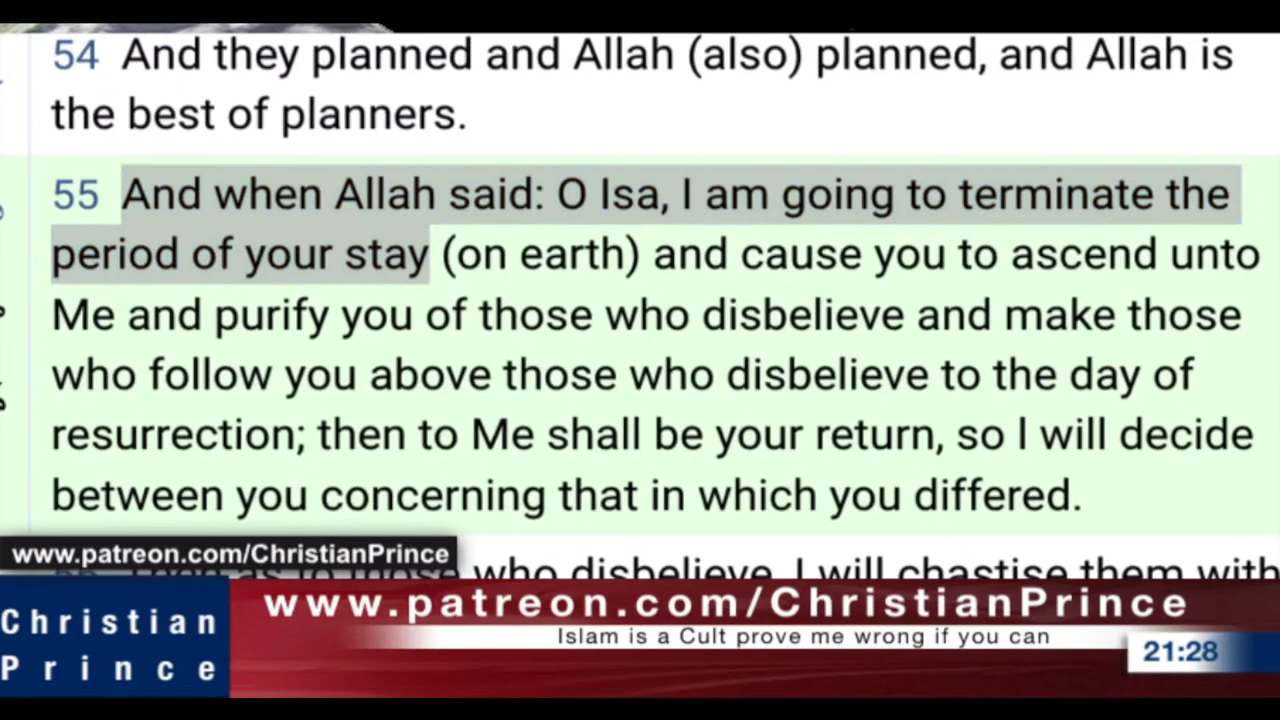 54 And they planned and Allah (also) planned, and Allah is
the best of planners.
55 And when Allah said: O Isa, I am going to terminate the
period of your stay (on earth) and cause you to ascend unto
Me and purify you of those who disbelieve and make those
who follow you above those who disbelieve to the day of
resurrection; then to Me shall be your return, so I will decide
between you concerning that in which you differed.
www.patreon.com/ChristianPrince
who disbelieve, I will chastise them with
www.patreon.com/ChristianPrince
Islam is a Cult prove me wrong if you can
Christian
Prince
21:28